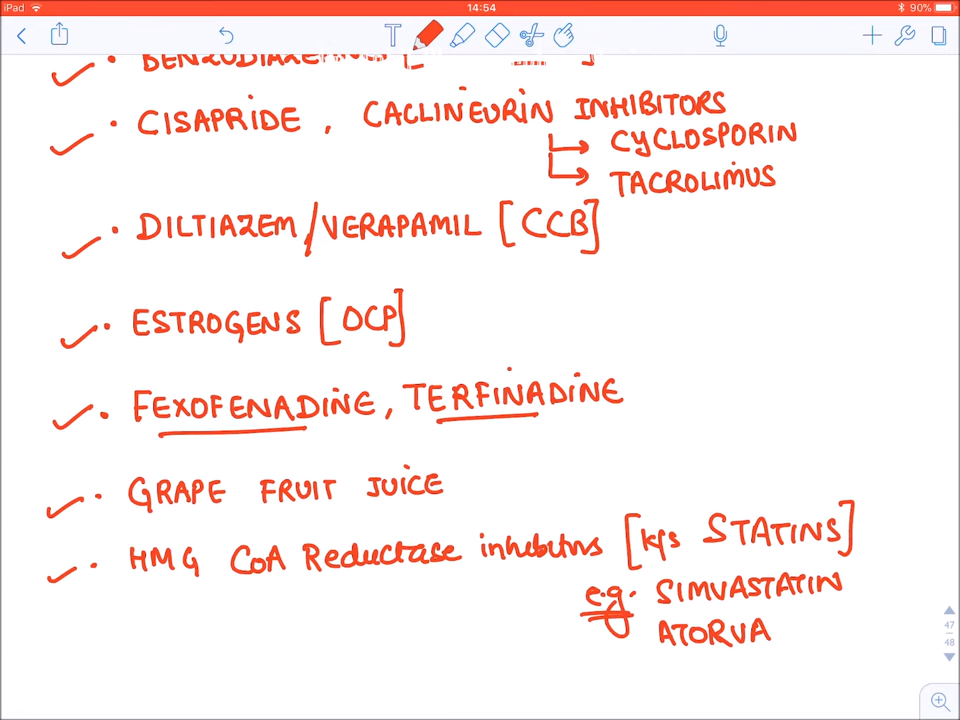 iPad 14:54 90%
T
• CISAPRIDE, CACLINEURIN INHIBITORS
→ CYCLOSPORIN
→ TACROLIMUS
• DILTIAZEM/VERAPAMIL [CCB]
• ESTROGENS [OCP]
• FEXOFENADINE, TERFINADINE
• GRAPE FRUIT JUICE
• HMG CoA Reductase inhibitors [k/s STATINS]
e.g. SIMVASTATIN
ATORVA
47
48